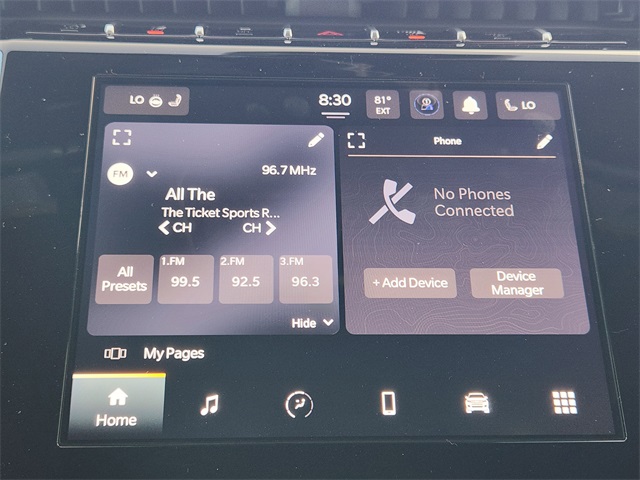 LO
8:30
81°
EXT
LO
FM
96.7 MHz
All The
The Ticket Sports R...
CH
CH
All
Presets
1.FM
99.5
2.FM
92.5
3.FM
96.3
Hide
Phone
No Phones
Connected
+ Add Device
Device
Manager
My Pages
Home